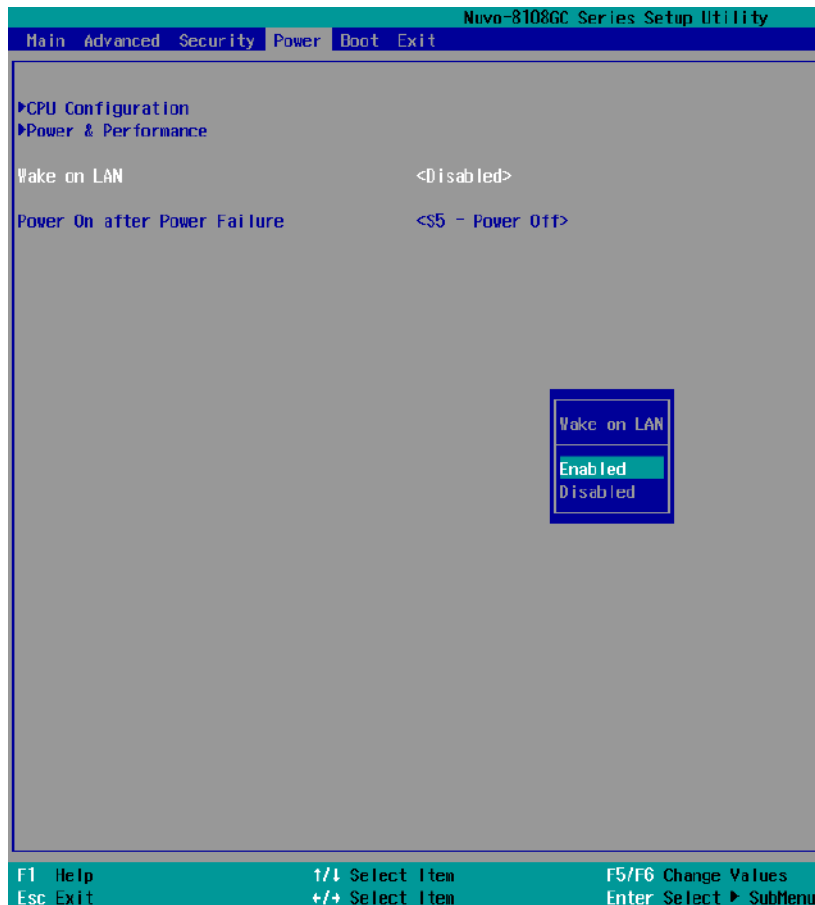 Nuvo-8108GC Series Setup Utility
Main Advanced Security Power Boot Exit
▶CPU Configuration
▶Power & Performance
Wake on LAN <Disabled>
Power On after Power Failure <S5 - Power Off>
Wake on LAN
Enabled
Disabled
F1 Help ↑/↓ Select Item F5/F6 Change Values
Esc Exit ←/→ Select Item Enter Select ▶ SubMenu